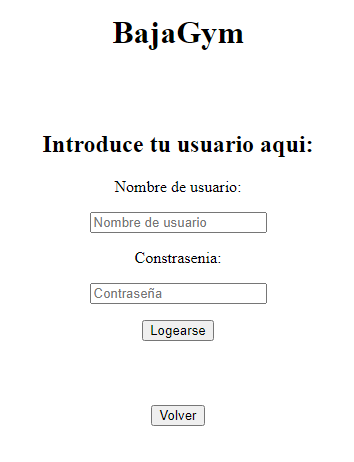 BajaGym
Introduce tu usuario aqui:
Nombre de usuario:
Nombre de usuario
Constrasenia:
Contraseña
Logearse
Volver